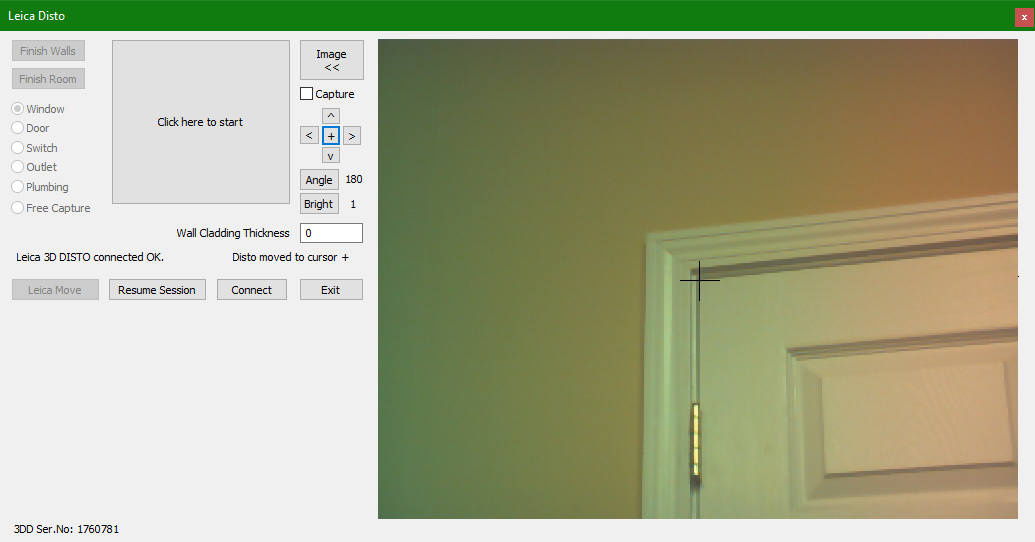 Leica Disto
x
Finish Walls
Finish Room
Window
Door
Switch
Outlet
Plumbing
Free Capture
Click here to start
Image
<<
Capture
^
< + >
v
Angle 180
Bright 1
Wall Cladding Thickness 0
Leica 3D DISTO connected OK. Disto moved to cursor +
Leica Move Resume Session Connect Exit
3DD Ser.No: 1760781